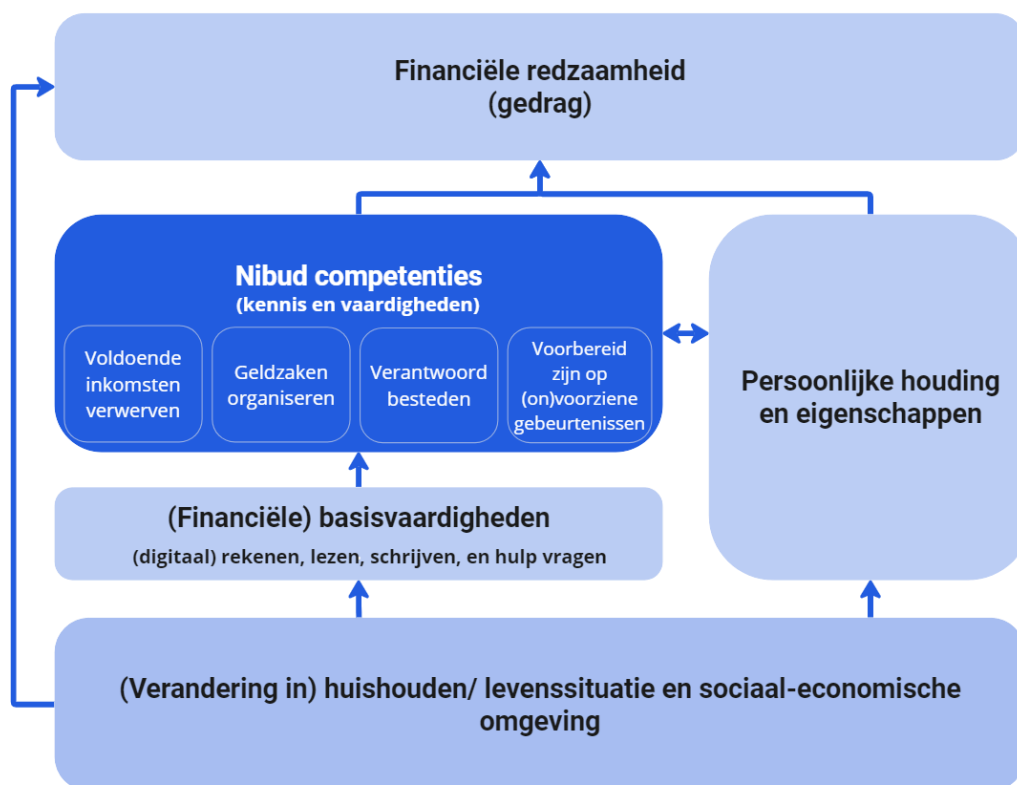 Financiële redzaamheid
(gedrag)
Nibud competenties
(kennis en vaardigheden)
Voldoende
inkomsten
verwerven
Geldzaken
organiseren
Verantwoord
besteden
Voorbereid
zijn op
(on)voorziene
gebeurtenissen
Persoonlijke houding
en eigenschappen
(Financiële) basisvaardigheden
(digitaal) rekenen, lezen, schrijven, en hulp vragen
(Verandering in) huishouden/ levenssituatie en sociaal-economische
omgeving